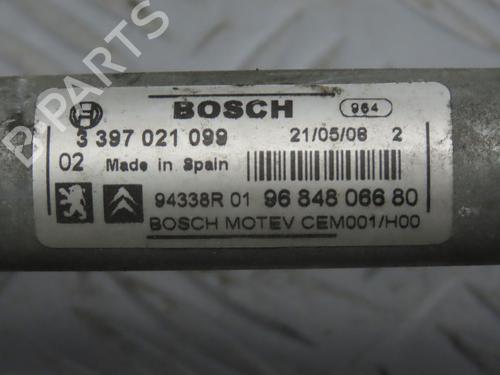 BOSCH 964
3 397 021 099 21/05/08 2
02 Made in Spain
94338R 01 96 848 066 80
BOSCH MOTEV CEM001/H00
B-PARTS